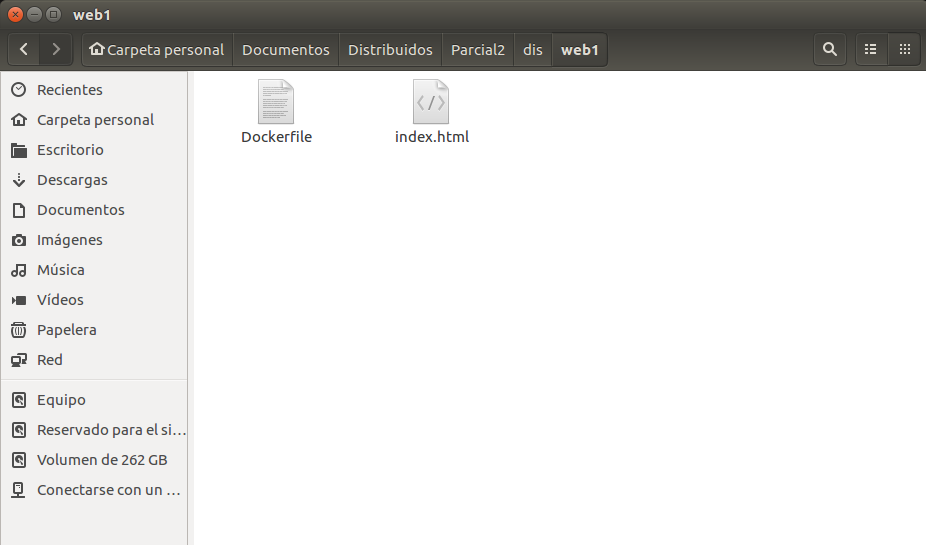 web1
Carpeta personal Documentos Distribuidos Parcial2 dis web1
Recientes
Carpeta personal
Escritorio
Descargas
Documentos
Imágenes
Música
Vídeos
Papelera
Red
Equipo
Reservado para el si...
Volumen de 262 GB
Conectarse con un ...
Dockerfile
index.html